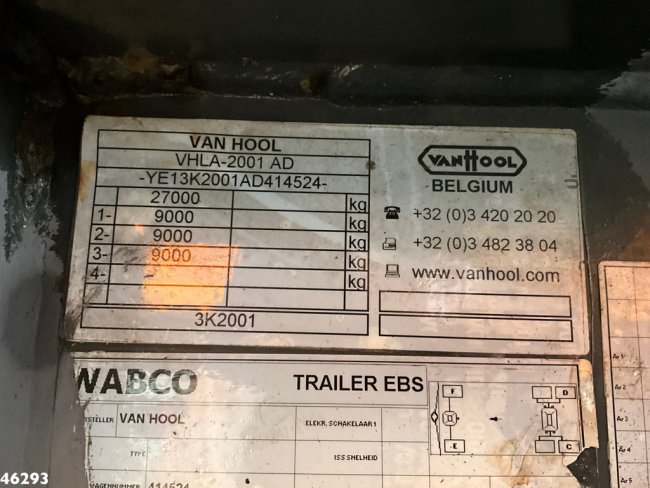 VAN HOOL
VHLA-2001 AD
-YE13K2001AD414524-
27000 kg
1- 9000 kg
2- 9000 kg
3- 9000 kg
4- kg
3K2001
VANHOOL
BELGIUM
+32 (0)3 420 20 20
+32 (0)3 482 38 04
www.vanhool.com
WABCO TRAILER EBS
VAN HOOL
ELEKR. SCHAKELAAR 1
TYPE
ISS SNELHEID
WAGENNUMMER 414524
F D
E C
46293